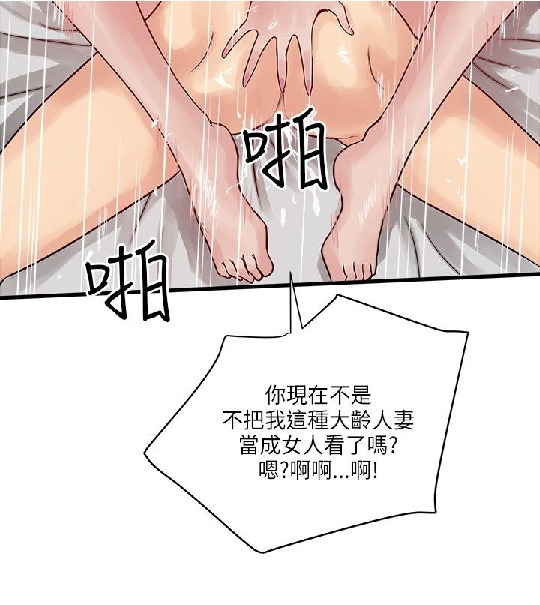 啪
啪
你現在不是
不把我這種大齡人妻
當成女人看了嗎?
嗯?啊啊...啊!